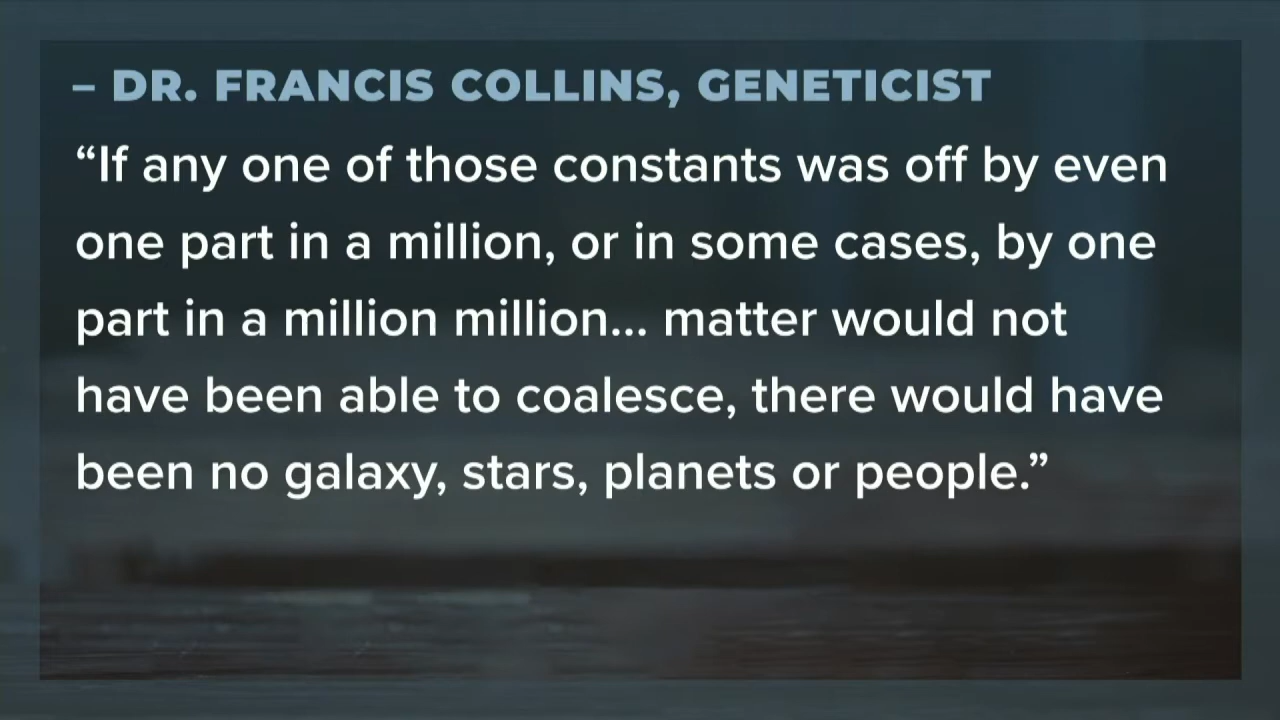 – DR. FRANCIS COLLINS, GENETICIST
“If any one of those constants was off by even
one part in a million, or in some cases, by one
part in a million million... matter would not
have been able to coalesce, there would have
been no galaxy, stars, planets or people.”